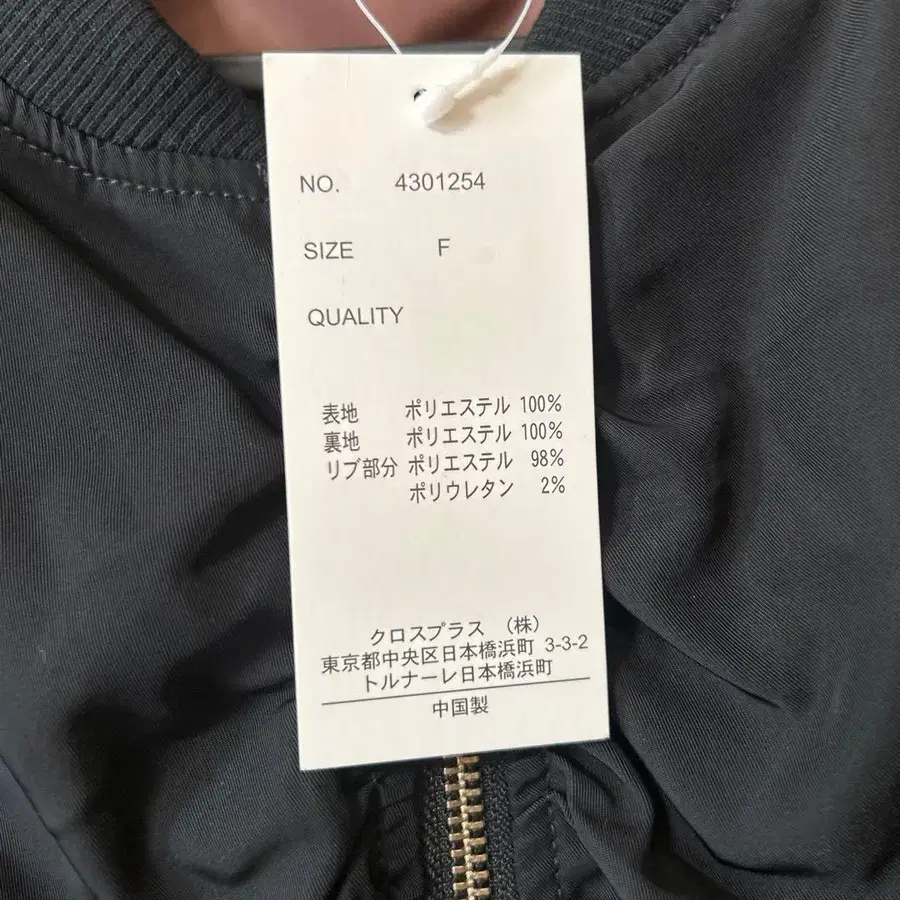 NO. 4301254
SIZE F
QUALITY
表地 ポリエステル 100%
裏地 ポリエステル 100%
リブ部分 ポリエステル 98%
ポリウレタン 2%
クロスプラス （株）
東京都中央区日本橋浜町 3-3-2
トルナーレ日本橋浜町
中国製